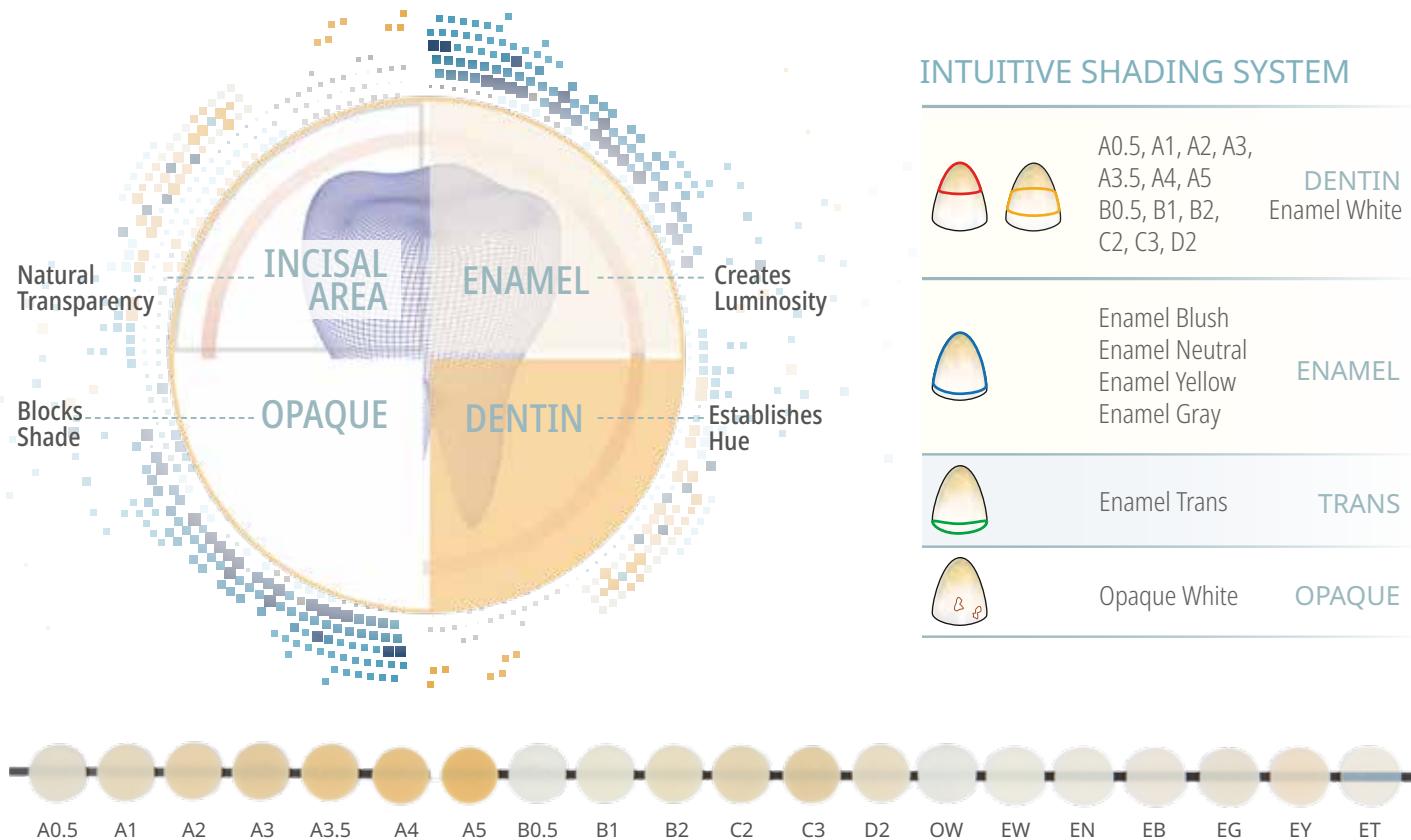 INTUITIVE SHADING SYSTEM
Natural
Transparency
INCISAL
AREA
ENAMEL
Creates
Luminosity
Blocks
Shade
OPAQUE
DENTIN
Establishes
Hue
A0.5, A1, A2, A3,
A3.5, A4, A5
B0.5, B1, B2,
C2, C3, D2
DENTIN
Enamel White
Enamel Blush
Enamel Neutral
Enamel Yellow
Enamel Gray
ENAMEL
Enamel Trans
TRANS
Opaque White
OPAQUE
A0.5 A1 A2 A3 A3.5 A4 A5 B0.5 B1 B2 C2 C3 D2 OW EW EN EB EG EY ET